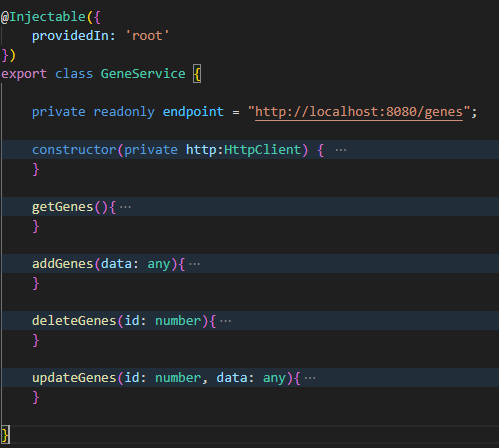 @Injectable({
    providedIn: 'root'
})
export class GeneService {
    private readonly endpoint = "http://localhost:8080/genes";
    constructor(private http:HttpClient) { ···
    }
    getGenes(){ ···
    }
    addGenes(data: any){ ···
    }
    deleteGenes(id: number){ ···
    }
    updateGenes(id: number, data: any){ ···
    }
}